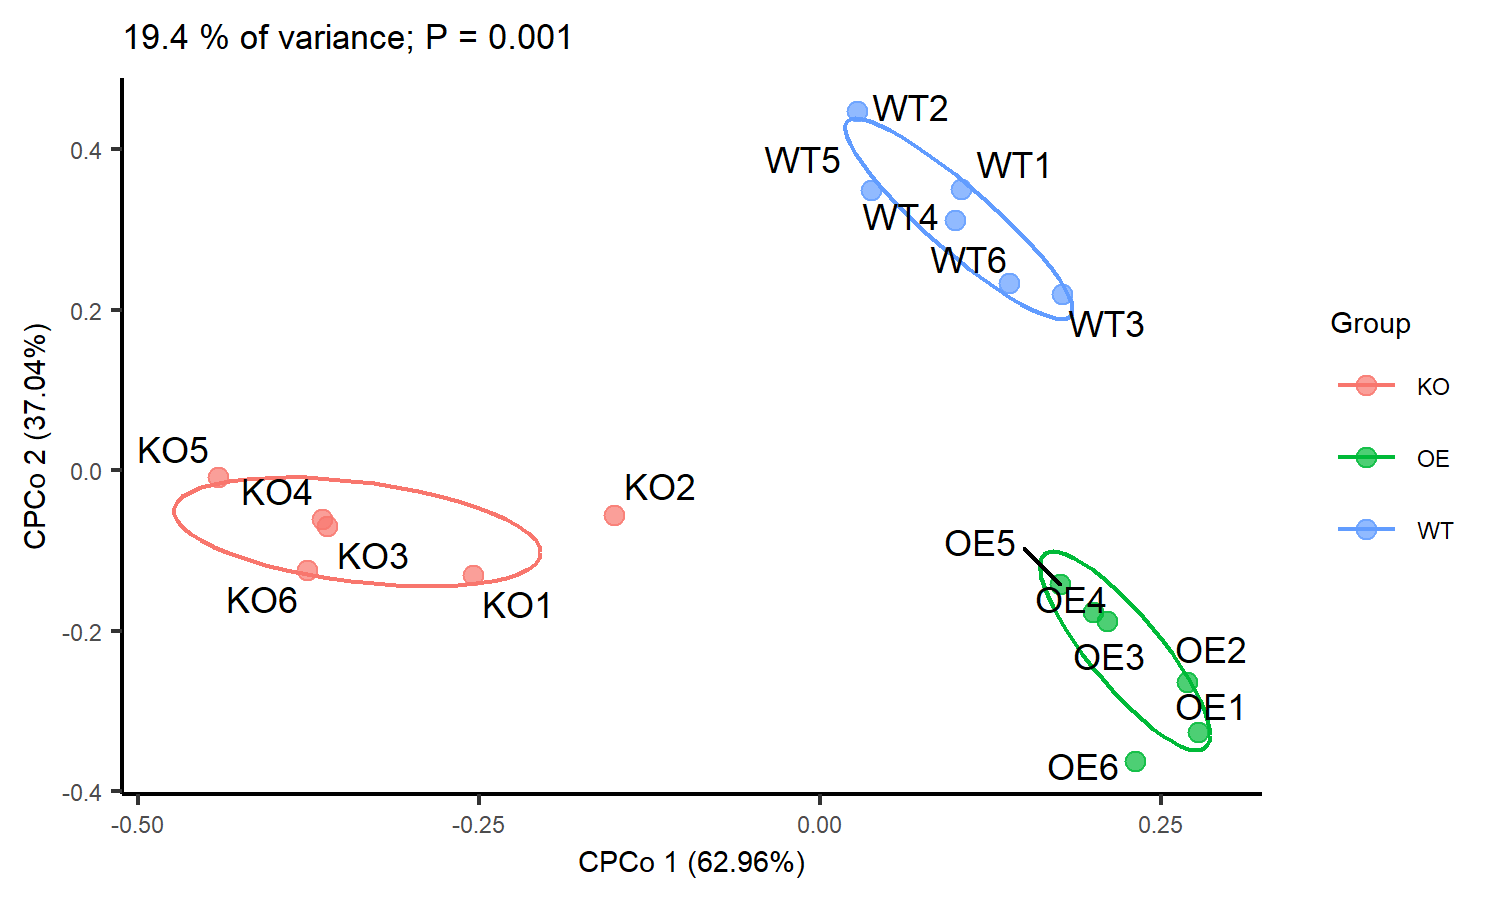 19.4 % of variance; P = 0.001
CPCo 2 (37.04%)
0.4
0.2
0.0
-0.2
-0.4
WT2
WT5
WT1
WT4
WT6
WT3
KO5
KO4
KO2
KO3
KO6
KO1
OE5
OE4
OE3
OE2
OE1
OE6
-0.50
-0.25
0.00
0.25
CPCo 1 (62.96%)
Group
KO
OE
WT